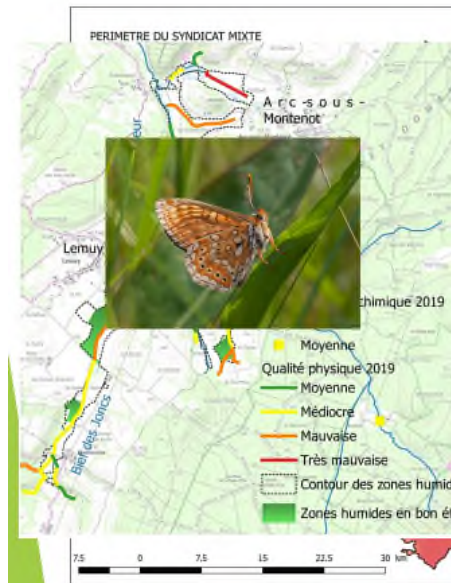 PERIMETRE DU SYNDICAT MIXTE
Arc-sous-
Montenot
eur
Lemuy
chimique 2019
Moyenne
Qualité physique 2019
Moyenne
Médiocre
Mauvaise
Très mauvaise
Contour des zones humid
Zones humides en bon ét
Bief des Joncs
7.5 0 7.5 15 30 km